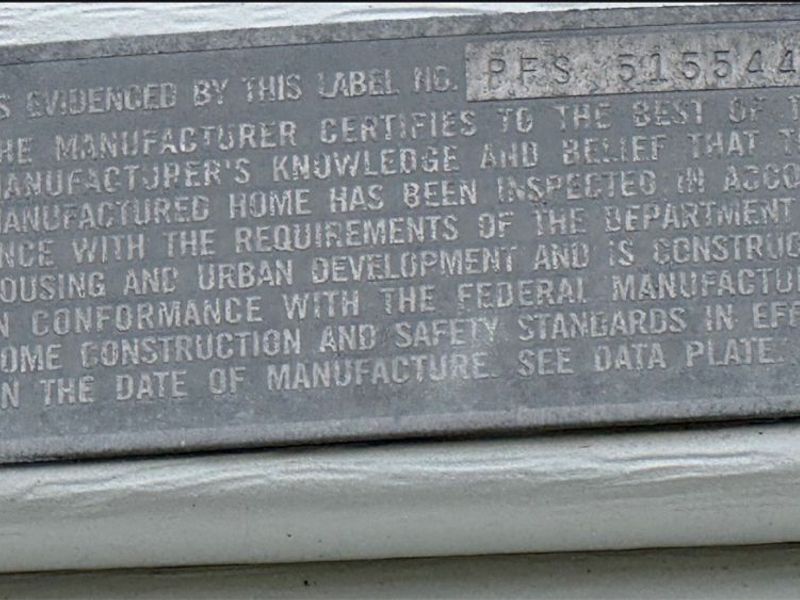 S EVIDENCED BY THIS LABEL NO. PFS 515544
HE MANUFACTURER CERTIFIES TO THE BEST OF T
MANUFACTURER'S KNOWLEDGE AND BELIEF THAT T
MANUFACTURED HOME HAS BEEN INSPECTED IN ACCO
NCE WITH THE REQUIREMENTS OF THE DEPARTMENT
OUSING AND URBAN DEVELOPMENT AND IS CONSTRUC
N CONFORMANCE WITH THE FEDERAL MANUFACTU
OME CONSTRUCTION AND SAFETY STANDARDS IN EFF
N THE DATE OF MANUFACTURE. SEE DATA PLATE.